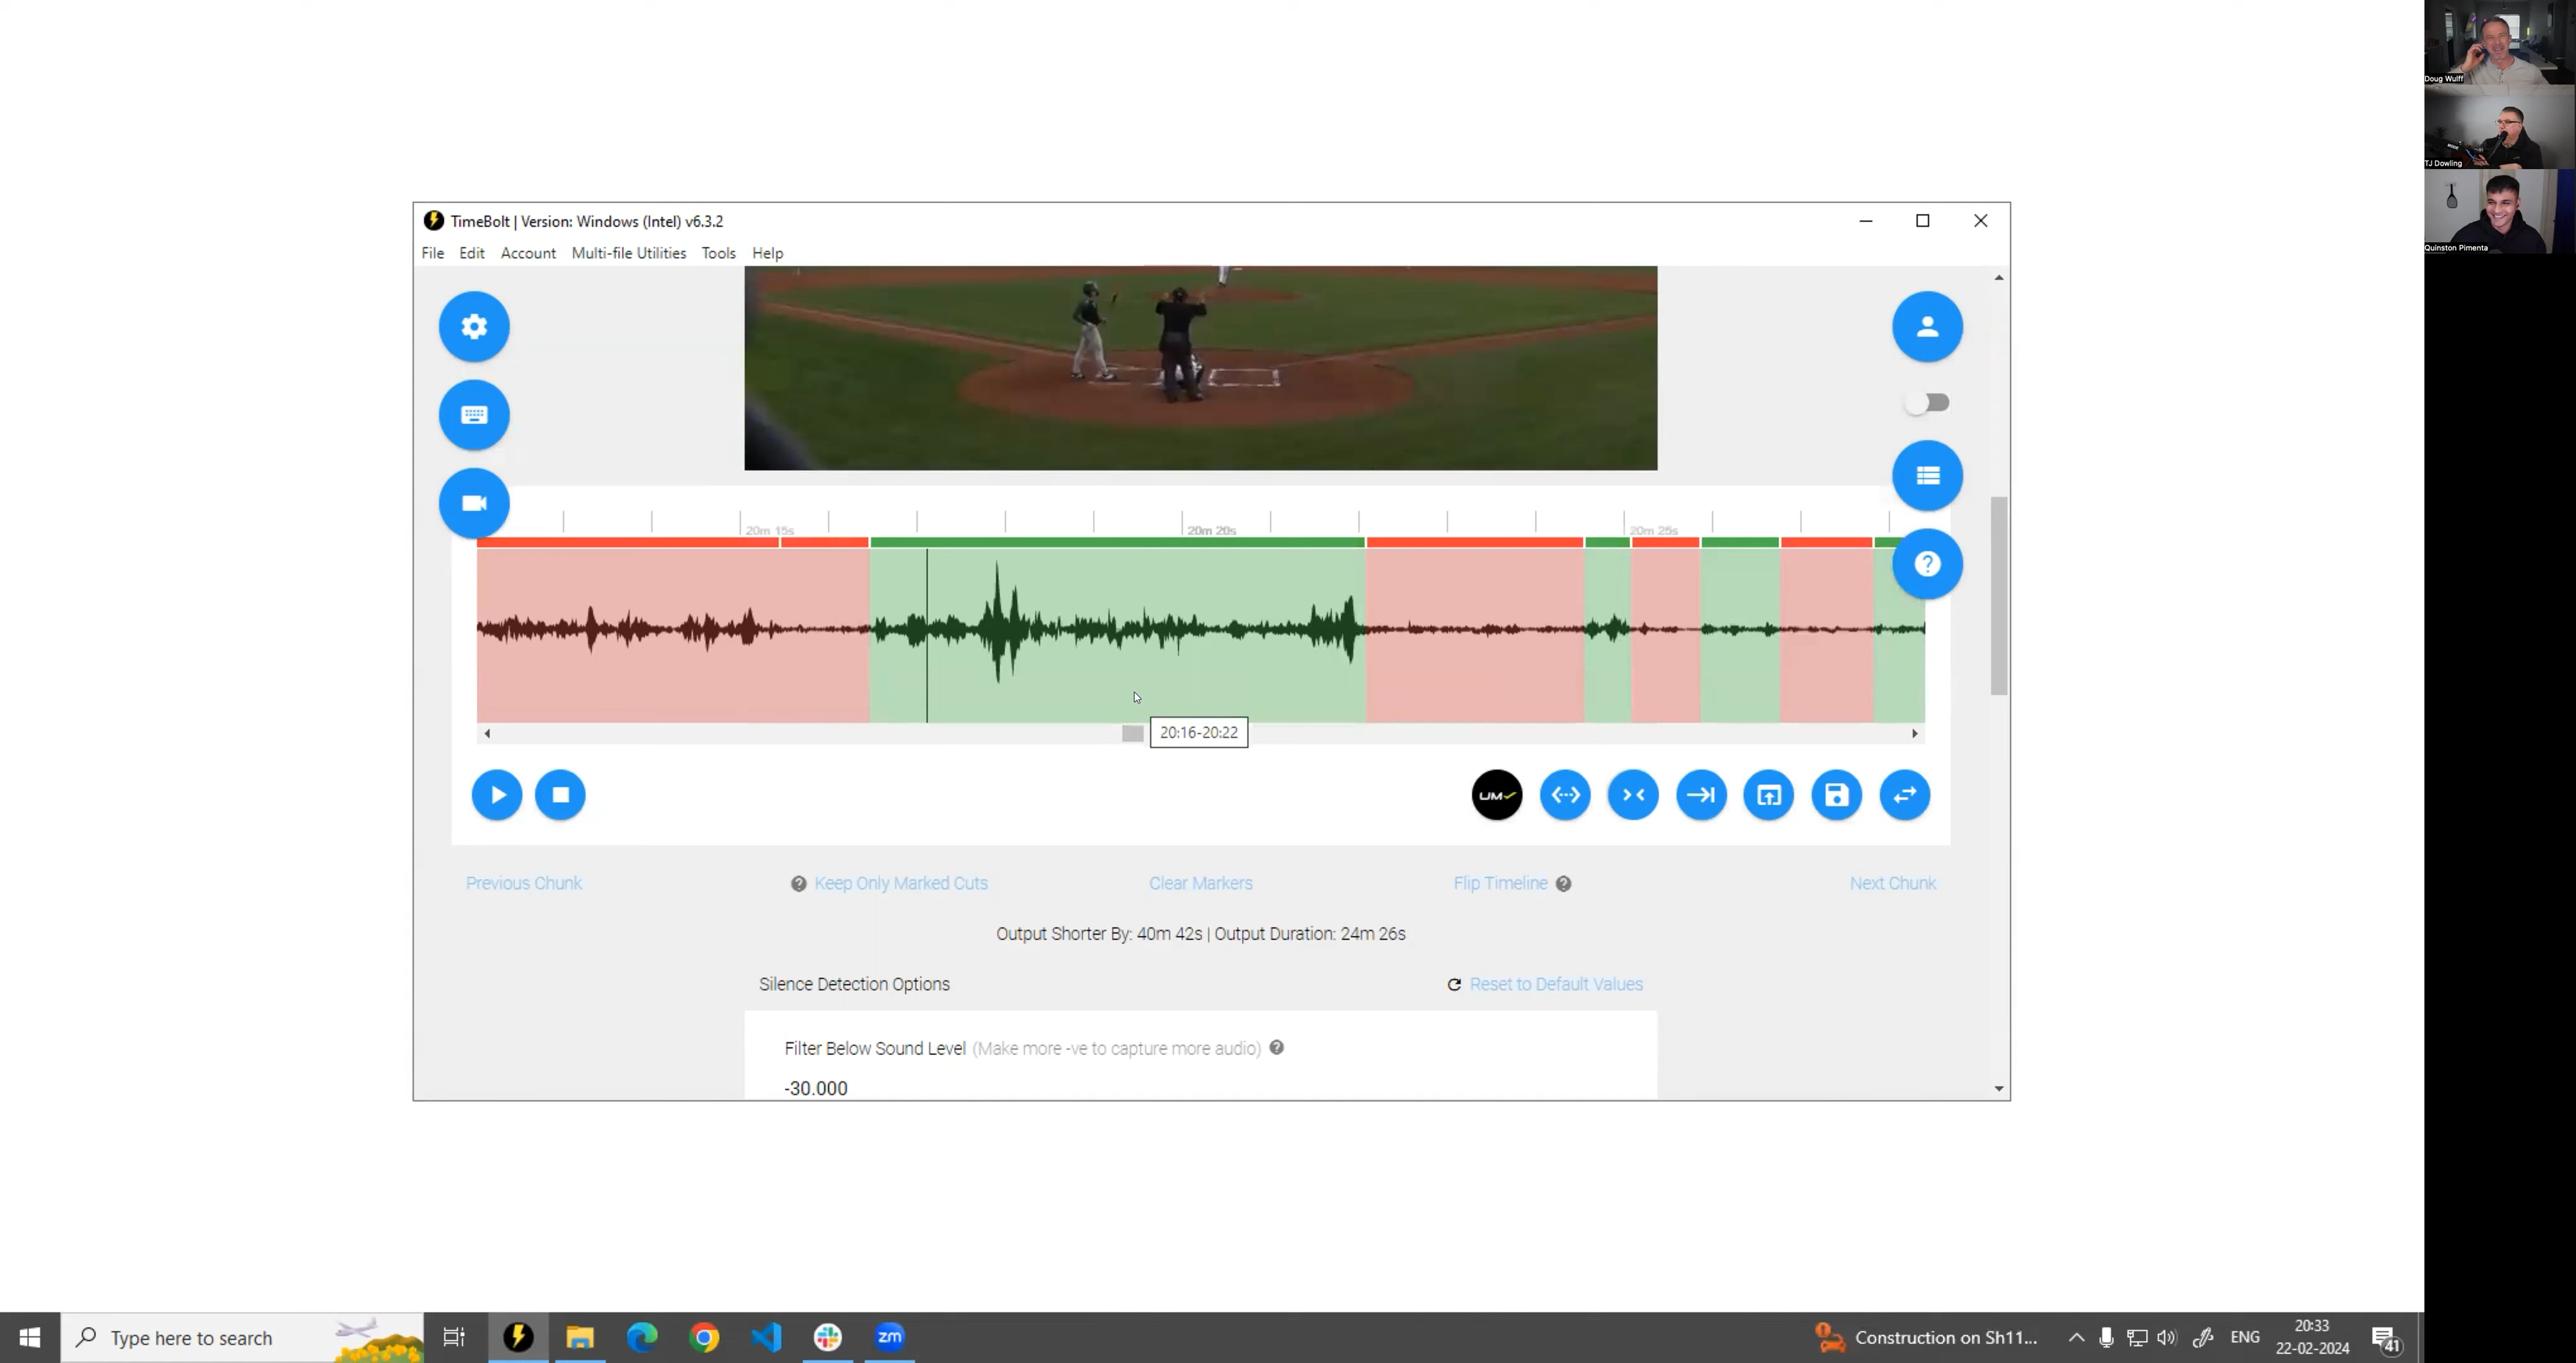 Doug Wulff
TJ Dowling
Quinston Pimenta
TimeBolt | Version: Windows (Intel) v6.3.2
File Edit Account Multi-file Utilities Tools Help
20m 15s 20m 20s 20m 25s
20:16-20:22
UM
Previous Chunk Keep Only Marked Cuts Clear Markers Flip Timeline Next Chunk
Output Shorter By: 40m 42s | Output Duration: 24m 26s
Silence Detection Options Reset to Default Values
Filter Below Sound Level (Make more -ve to capture more audio)
-30.000
Type here to search zm Construction on Sh11... ENG 20:33
22-02-2024 41